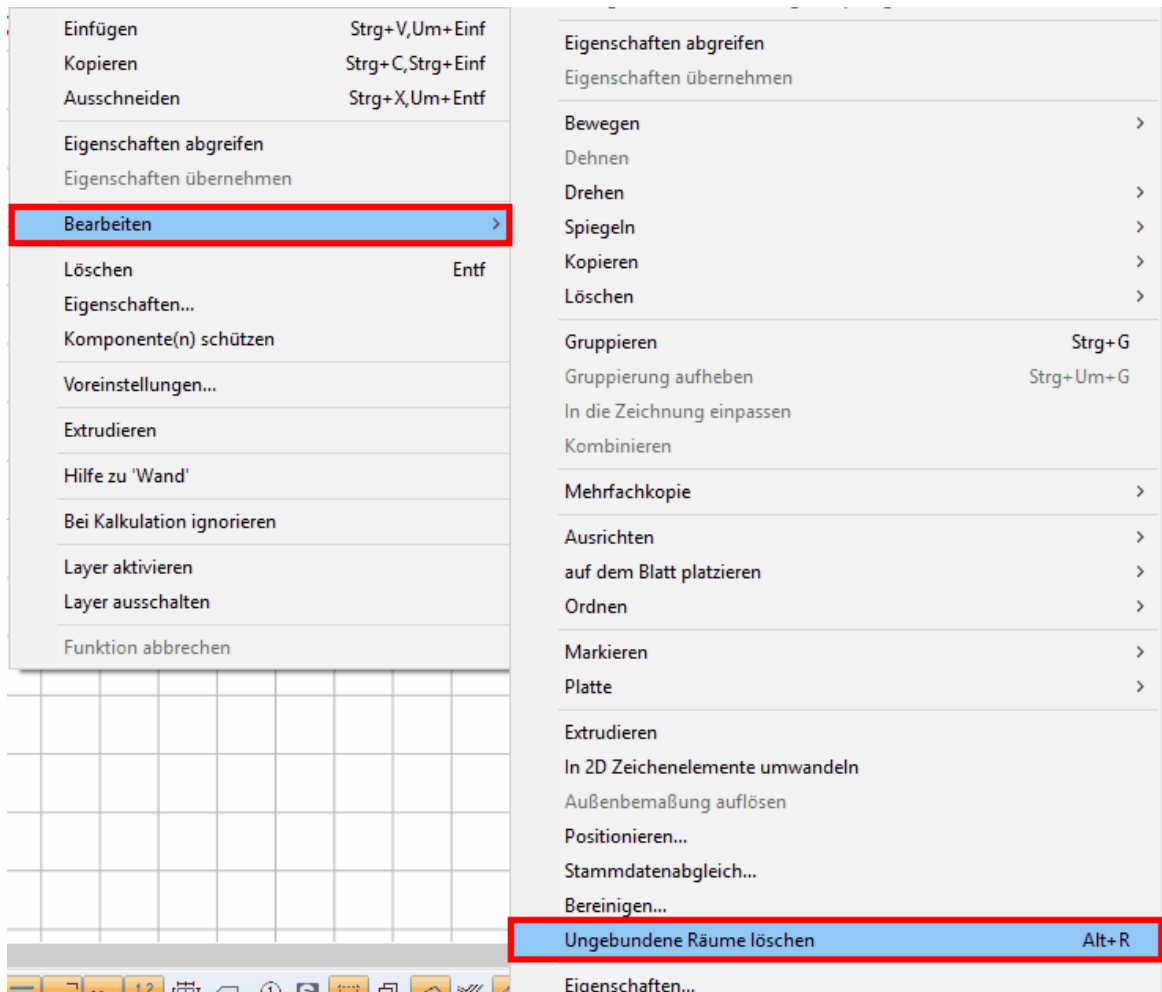 Einfügen Strg+V,Um+Einf
Kopieren Strg+C,Strg+Einf
Ausschneiden Strg+X,Um+Entf
Eigenschaften abgreifen
Eigenschaften übernehmen
Bearbeiten >
Löschen Entf
Eigenschaften...
Komponente(n) schützen
Voreinstellungen...
Extrudieren
Hilfe zu 'Wand'
Bei Kalkulation ignorieren
Layer aktivieren
Layer ausschalten
Funktion abbrechen
Eigenschaften abgreifen
Eigenschaften übernehmen
Bewegen >
Dehnen
Drehen >
Spiegeln >
Kopieren >
Löschen >
Gruppieren Strg+G
Gruppierung aufheben Strg+Um+G
In die Zeichnung einpassen
Kombinieren
Mehrfachkopie >
Ausrichten >
auf dem Blatt platzieren >
Ordnen >
Markieren >
Platte >
Extrudieren
In 2D Zeichenelemente umwandeln
Außenbemaßung auflösen
Positionieren...
Stammdatenabgleich...
Bereinigen...
Ungebundene Räume löschen Alt+R
Eigenschaften...